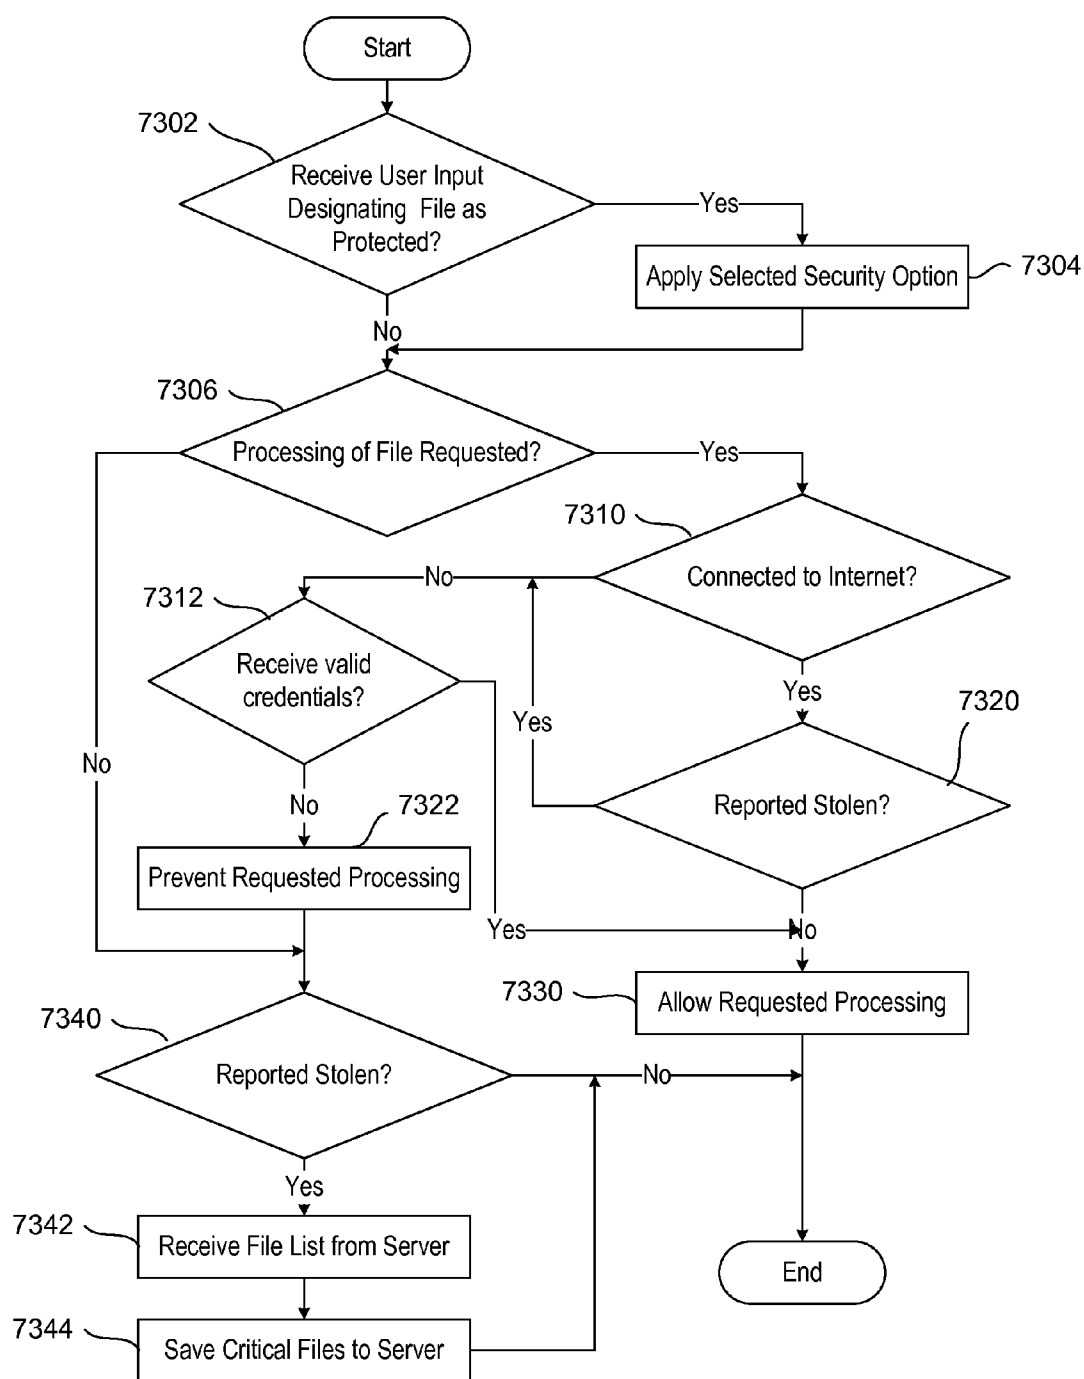 Start
7302
Receive User Input
Designating File as
Protected?
Yes
Apply Selected Security Option
7304
No
7306
Processing of File Requested?
Yes
7310
Connected to Internet?
No
7312
Receive valid
credentials?
Yes
7320
Yes
Reported Stolen?
No
No
7322
Prevent Requested Processing
Yes
No
7330
Allow Requested Processing
7340
Reported Stolen?
No
Yes
7342
Receive File List from Server
End
7344
Save Critical Files to Server